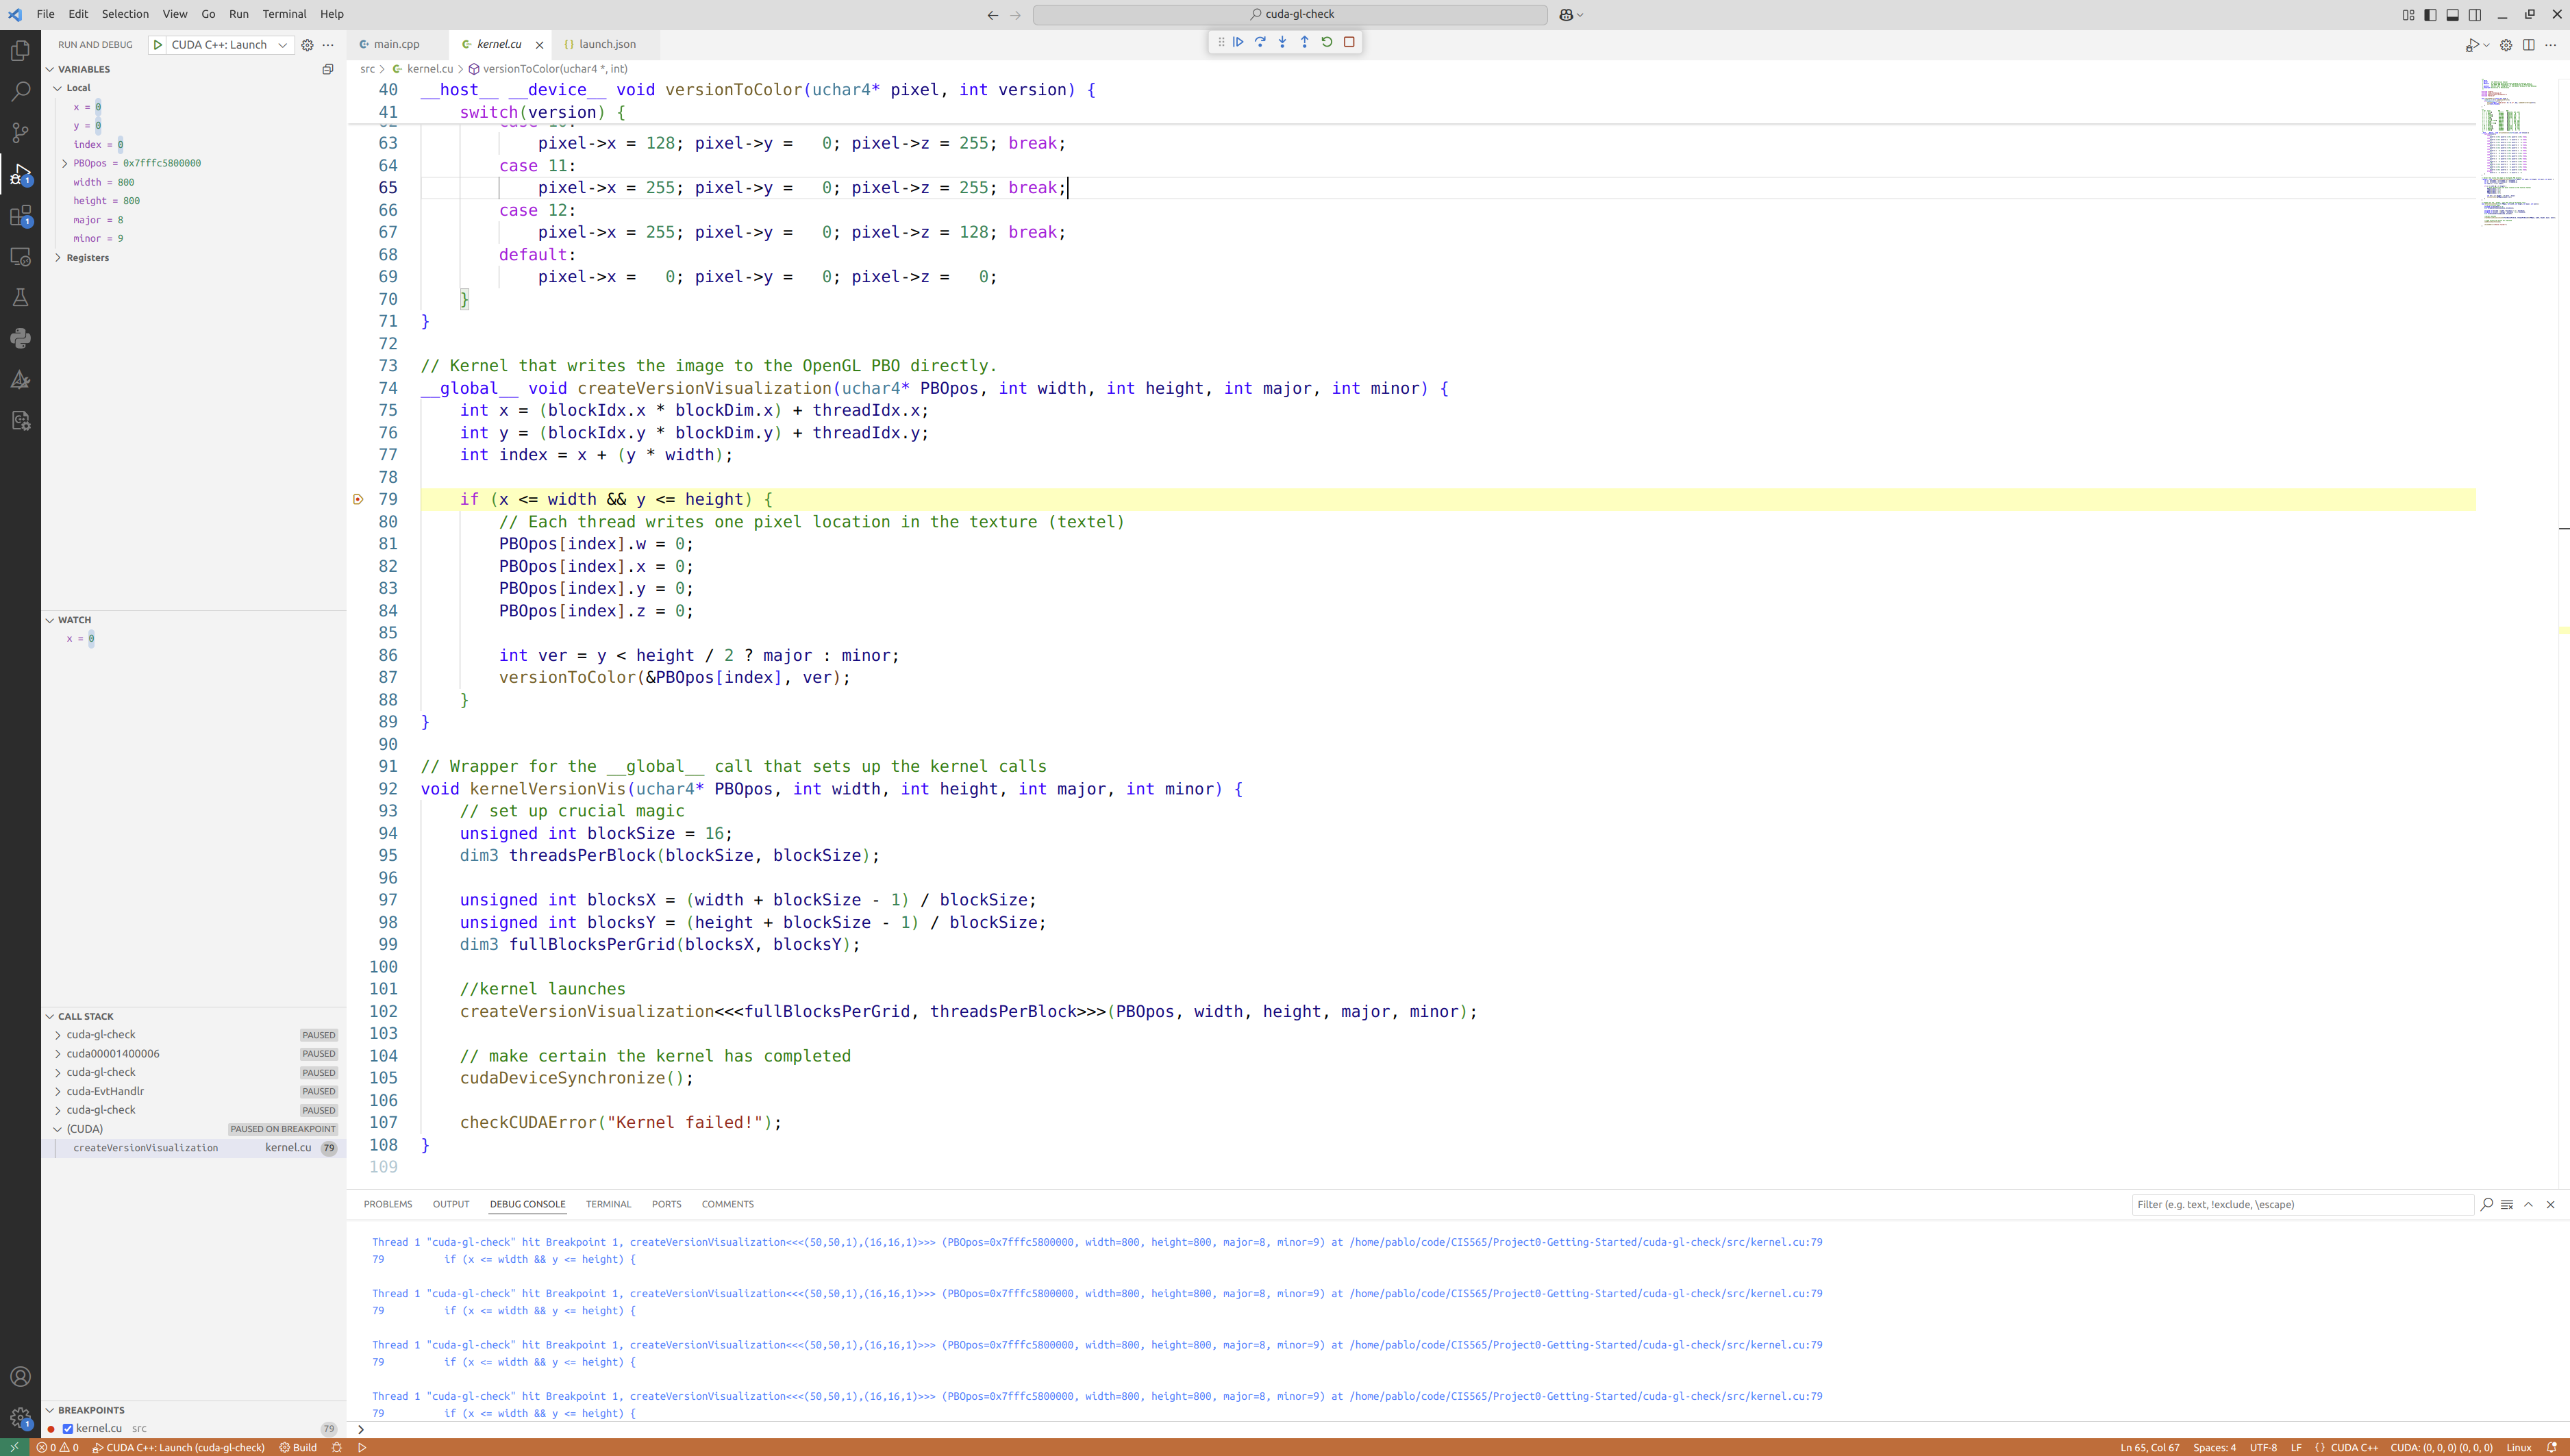 File Edit Selection View Go Run Terminal Help
cuda-gl-check
RUN AND DEBUG
CUDA C++: Launch
VARIABLES
Local
x = 0
y = 0
index = 0
PBOpos = 0x7fffc5800000
width = 800
height = 800
major = 8
minor = 9
Registers
WATCH
x = 0
CALL STACK
cuda-gl-check PAUSED
cuda00001400006 PAUSED
cuda-gl-check PAUSED
cuda-EvtHandlr PAUSED
cuda-gl-check PAUSED
(CUDA) PAUSED ON BREAKPOINT
createVersionVisualization kernel.cu 79
BREAKPOINTS
kernel.cu src 79
main.cpp kernel.cu launch.json
src > kernel.cu > versionToColor(uchar4 *, int)
40 __host__ __device__ void versionToColor(uchar4* pixel, int version) {
41 switch(version) {
63 pixel->x = 128; pixel->y = 0; pixel->z = 255; break;
64 case 11:
65 pixel->x = 255; pixel->y = 0; pixel->z = 255; break;
66 case 12:
67 pixel->x = 255; pixel->y = 0; pixel->z = 128; break;
68 default:
69 pixel->x = 0; pixel->y = 0; pixel->z = 0;
70 }
71 }
72
73 // Kernel that writes the image to the OpenGL PBO directly.
74 __global__ void createVersionVisualization(uchar4* PBOpos, int width, int height, int major, int minor) {
75 int x = (blockIdx.x * blockDim.x) + threadIdx.x;
76 int y = (blockIdx.y * blockDim.y) + threadIdx.y;
77 int index = x + (y * width);
78
79 if (x <= width && y <= height) {
80 // Each thread writes one pixel location in the texture (textel)
81 PBOpos[index].w = 0;
82 PBOpos[index].x = 0;
83 PBOpos[index].y = 0;
84 PBOpos[index].z = 0;
85
86 int ver = y < height / 2 ? major : minor;
87 versionToColor(&PBOpos[index], ver);
88 }
89 }
90
91 // Wrapper for the __global__ call that sets up the kernel calls
92 void kernelVersionVis(uchar4* PBOpos, int width, int height, int major, int minor) {
93 // set up crucial magic
94 unsigned int blockSize = 16;
95 dim3 threadsPerBlock(blockSize, blockSize);
96
97 unsigned int blocksX = (width + blockSize - 1) / blockSize;
98 unsigned int blocksY = (height + blockSize - 1) / blockSize;
99 dim3 fullBlocksPerGrid(blocksX, blocksY);
100
101 //kernel launches
102 createVersionVisualization<<<fullBlocksPerGrid, threadsPerBlock>>>(PBOpos, width, height, major, minor);
103
104 // make certain the kernel has completed
105 cudaDeviceSynchronize();
106
107 checkCUDAError("Kernel failed!");
108 }
109
PROBLEMS OUTPUT DEBUG CONSOLE TERMINAL PORTS COMMENTS
Filter (e.g. text, !exclude, \escape)
Thread 1 "cuda-gl-check" hit Breakpoint 1, createVersionVisualization<<<(50,50,1),(16,16,1)>>> (PBOpos=0x7fffc5800000, width=800, height=800, major=8, minor=9) at /home/pablo/code/CIS565/Project0-Getting-Started/cuda-gl-check/src/kernel.cu:79
79 if (x <= width && y <= height) {
Thread 1 "cuda-gl-check" hit Breakpoint 1, createVersionVisualization<<<(50,50,1),(16,16,1)>>> (PBOpos=0x7fffc5800000, width=800, height=800, major=8, minor=9) at /home/pablo/code/CIS565/Project0-Getting-Started/cuda-gl-check/src/kernel.cu:79
79 if (x <= width && y <= height) {
Thread 1 "cuda-gl-check" hit Breakpoint 1, createVersionVisualization<<<(50,50,1),(16,16,1)>>> (PBOpos=0x7fffc5800000, width=800, height=800, major=8, minor=9) at /home/pablo/code/CIS565/Project0-Getting-Started/cuda-gl-check/src/kernel.cu:79
79 if (x <= width && y <= height) {
Thread 1 "cuda-gl-check" hit Breakpoint 1, createVersionVisualization<<<(50,50,1),(16,16,1)>>> (PBOpos=0x7fffc5800000, width=800, height=800, major=8, minor=9) at /home/pablo/code/CIS565/Project0-Getting-Started/cuda-gl-check/src/kernel.cu:79
79 if (x <= width && y <= height) {
0 0 CUDA C++: Launch (cuda-gl-check) Build Ln 65, Col 67 Spaces: 4 UTF-8 LF {} CUDA C++ CUDA: (0, 0, 0) (0, 0, 0) Linux